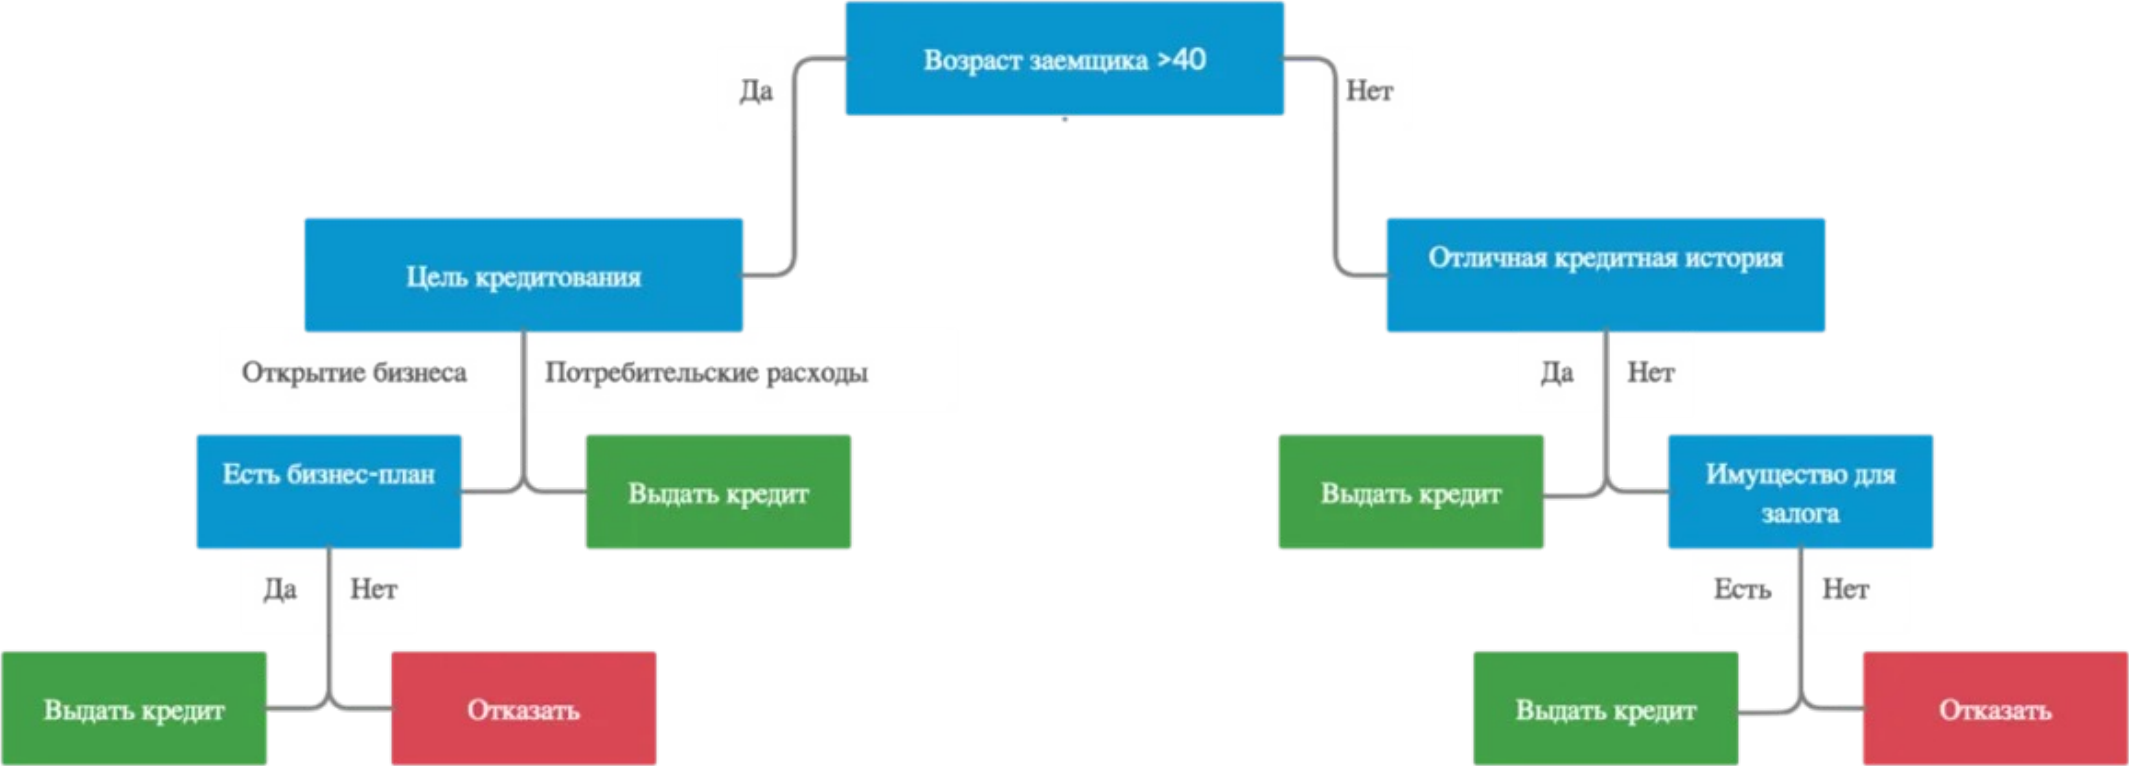 Возраст заемщика >40
Да
Нет
Цель кредитования
Отличная кредитная история
Открытие бизнеса
Потребительские расходы
Да
Нет
Есть бизнес-план
Выдать кредит
Выдать кредит
Имущество для
залога
Да
Нет
Есть
Нет
Выдать кредит
Отказать
Выдать кредит
Отказать